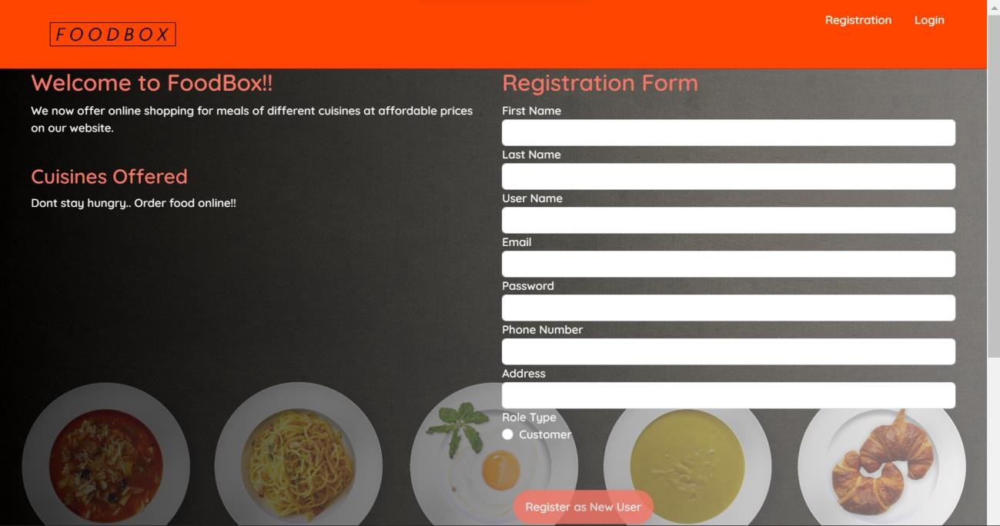 FOODBOX
Registration Login
Welcome to FoodBox!!
We now offer online shopping for meals of different cuisines at affordable prices
on our website.
Cuisines Offered
Dont stay hungry.. Order food online!!
Registration Form
First Name
Last Name
User Name
Email
Password
Phone Number
Address
Role Type
Customer
Register as New User